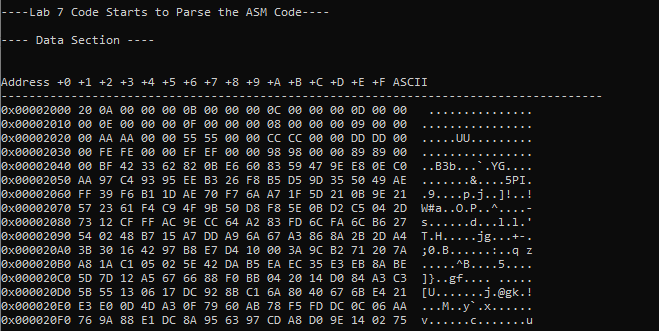 ----Lab 7 Code Starts to Parse the ASM Code----
---- Data Section ----
Address +0 +1 +2 +3 +4 +5 +6 +7 +8 +9 +A +B +C +D +E +F ASCII
--------------------------------------------------------------------------------
0x00002000 20 0A 00 00 00 0B 00 00 00 0C 00 00 00 0D 00 00 ...............
0x00002010 00 0E 00 00 00 0F 00 00 00 08 00 00 00 09 00 00 ................
0x00002020 00 AA AA 00 00 55 55 00 00 CC CC 00 00 DD DD 00 .....UU.........
0x00002030 00 FE FE 00 00 EF EF 00 00 98 98 00 00 89 89 00 ................
0x00002040 00 BF 42 33 62 82 0B E6 60 83 59 47 9E E8 0E C0 ..B3b...`.YG....
0x00002050 AA 97 C4 93 95 EE B3 26 F8 B5 D5 9D 35 50 49 AE .......&....5PI.
0x00002060 FF 39 F6 B1 1D AE 70 F7 6A A7 1F 5D 21 0B 9E 21 .9....p.j..]!..!
0x00002070 57 23 61 F4 C9 4F 9B 50 D8 F8 5E 0B D2 C5 04 2D W#a..O.P..^....-
0x00002080 73 12 CF FF AC 9E CC 64 A2 83 FD 6C FA 6C B6 27 s......d...l.l.'
0x00002090 54 02 48 B7 15 A7 DD A9 6A 67 A3 86 8A 2B 2D A4 T.H.....jg...+-.
0x000020A0 3B 30 16 42 97 B8 E7 D4 10 00 3A 9C B2 71 20 7A ;0.B......:..q z
0x000020B0 A8 1A C1 05 02 5E 42 DA B5 EA EC 35 E3 EB 8A BE .....^B....5....
0x000020C0 5D 7D 12 A5 67 66 88 F0 BB 04 20 14 D0 84 A3 C3 ]}..gf.... .....
0x000020D0 5B 55 13 06 17 DC 92 8B C1 6A 80 40 67 6B E4 21 [U.......j.@gk.!
0x000020E0 E3 E0 0D 4D A3 0F 79 60 AB 78 F5 FD DC 0C 06 AA ...M..y`.x......
0x000020F0 76 9A 88 E1 DC 8A 95 63 97 CD A8 D0 9E 14 02 75 v......c.......u